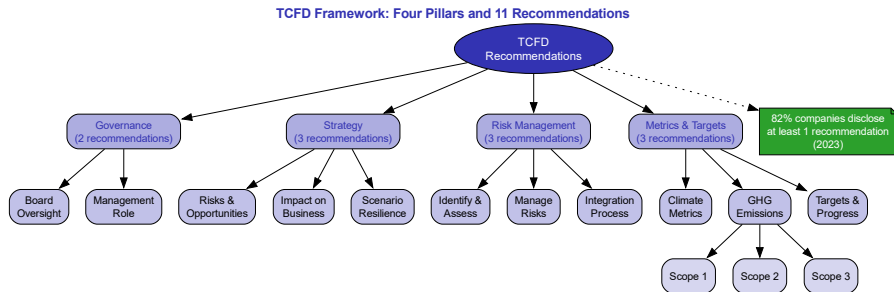 TCFD Framework: Four Pillars and 11 Recommendations
TCFD
Recommendations
Governance
(2 recommendations)
Strategy
(3 recommendations)
Risk Management
(3 recommendations)
Metrics & Targets
(3 recommendations)
82% companies disclose
at least 1 recommendation
(2023)
Board
Oversight
Management
Role
Risks &
Opportunities
Impact on
Business
Scenario
Resilience
Identify &
Assess
Manage
Risks
Integration
Process
Climate
Metrics
GHG
Emissions
Targets &
Progress
Scope 1
Scope 2
Scope 3